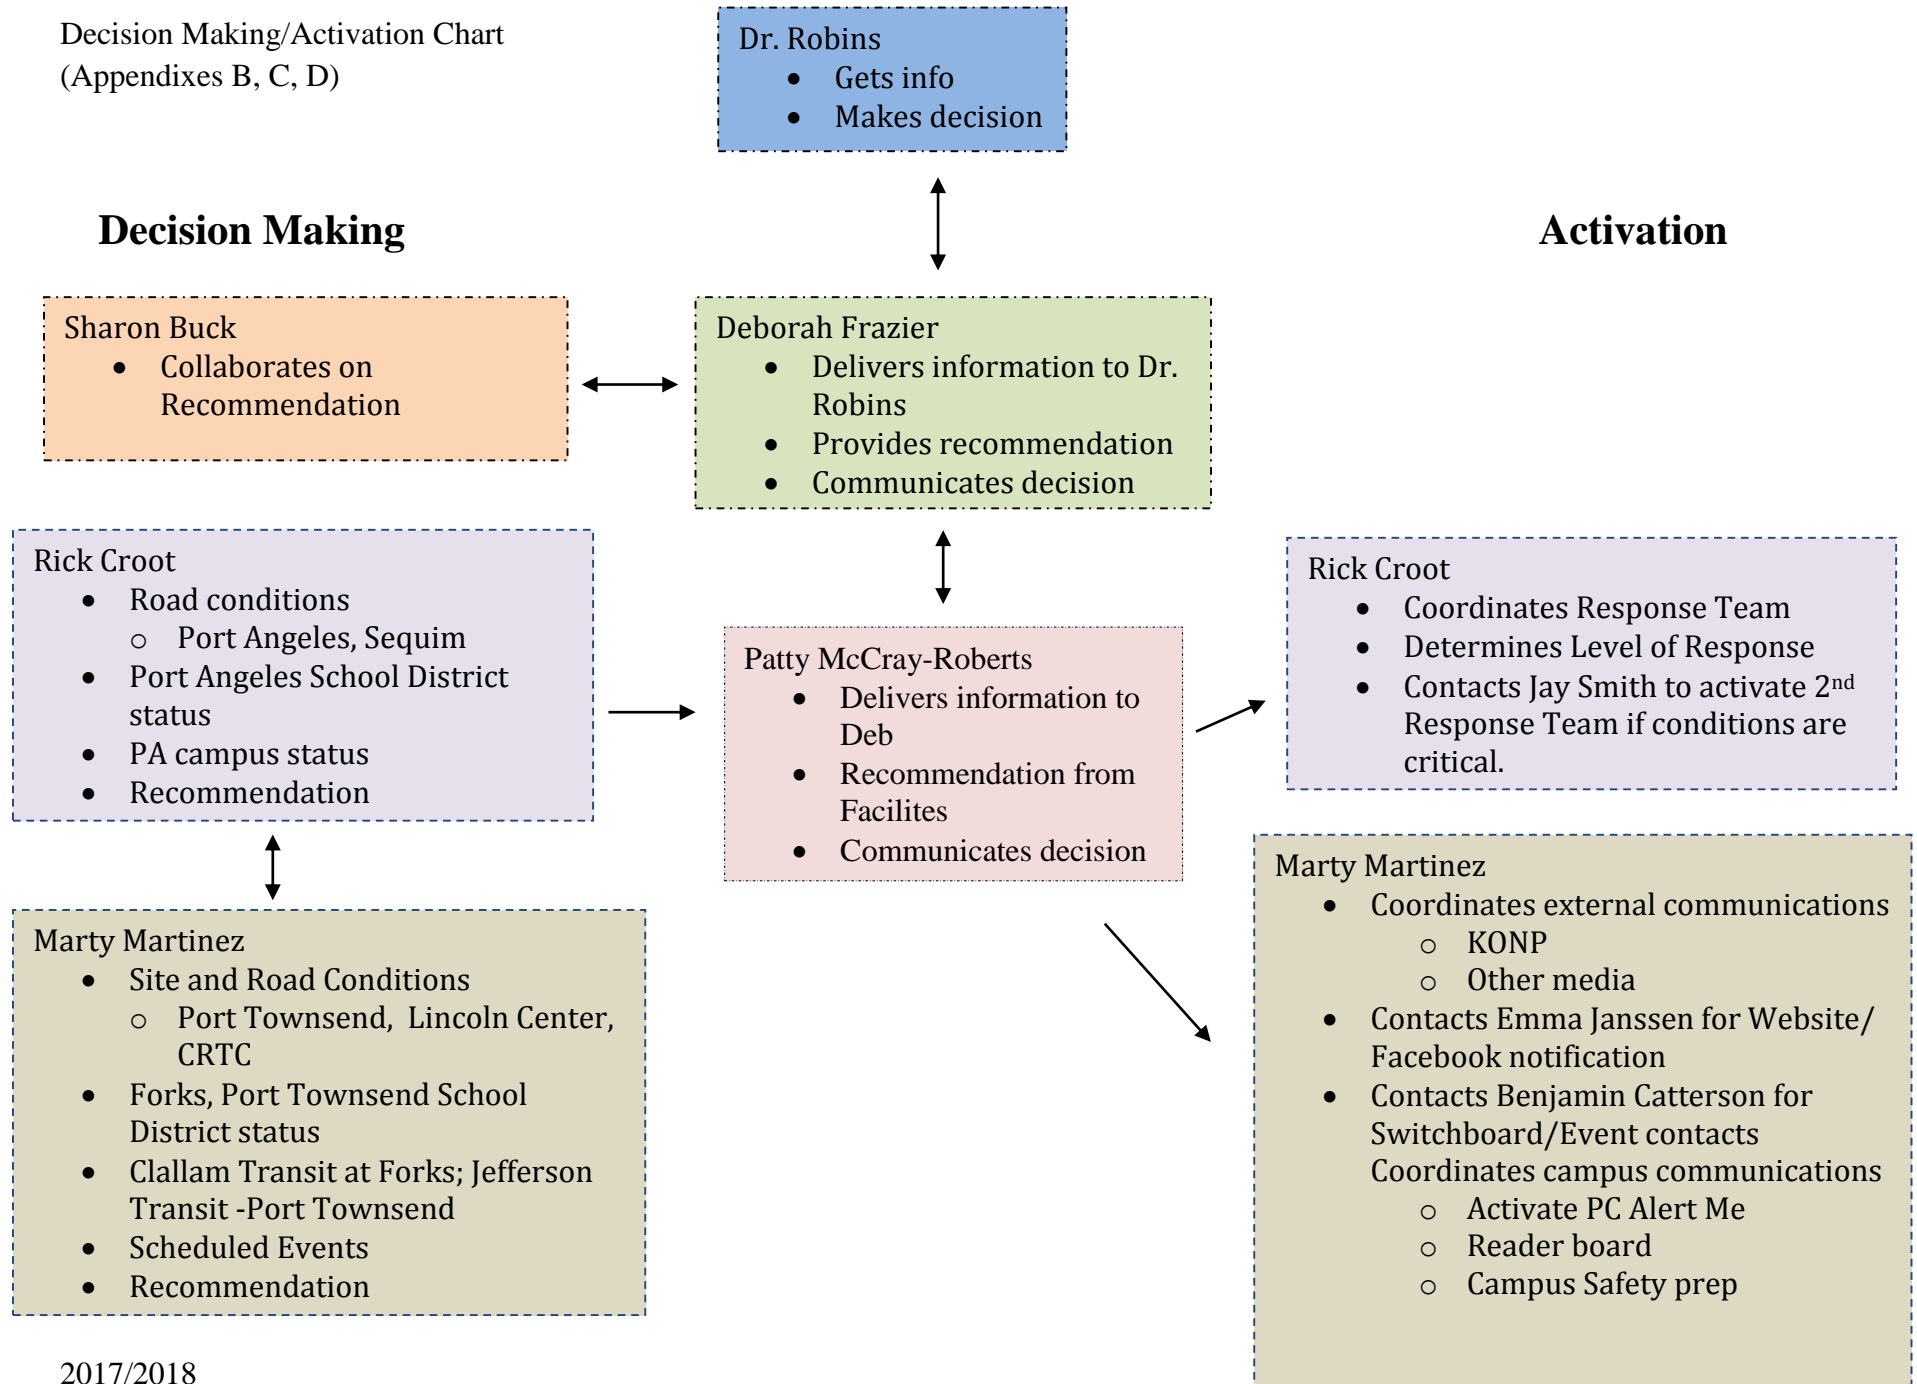 Decision Making/Activation Chart
(Appendixes B, C, D)
Dr. Robins
• Gets info
• Makes decision
Decision Making
Activation
Sharon Buck
• Collaborates on
Recommendation
Deborah Frazier
• Delivers information to Dr.
Robins
• Provides recommendation
• Communicates decision
Rick Croot
• Road conditions
o Port Angeles, Sequim
• Port Angeles School District
status
• PA campus status
• Recommendation
Patty McCray-Roberts
• Delivers information to
Deb
• Recommendation from
Facilites
• Communicates decision
Rick Croot
• Coordinates Response Team
• Determines Level of Response
• Contacts Jay Smith to activate 2nd
Response Team if conditions are
critical.
Marty Martinez
• Site and Road Conditions
o Port Townsend, Lincoln Center,
CRTC
• Forks, Port Townsend School
District status
• Clallam Transit at Forks; Jefferson
Transit -Port Townsend
• Scheduled Events
• Recommendation
Marty Martinez
• Coordinates external communications
o KONP
o Other media
• Contacts Emma Janssen for Website/
Facebook notification
• Contacts Benjamin Catterson for
Switchboard/Event contacts
Coordinates campus communications
o Activate PC Alert Me
o Reader board
o Campus Safety prep
2017/2018